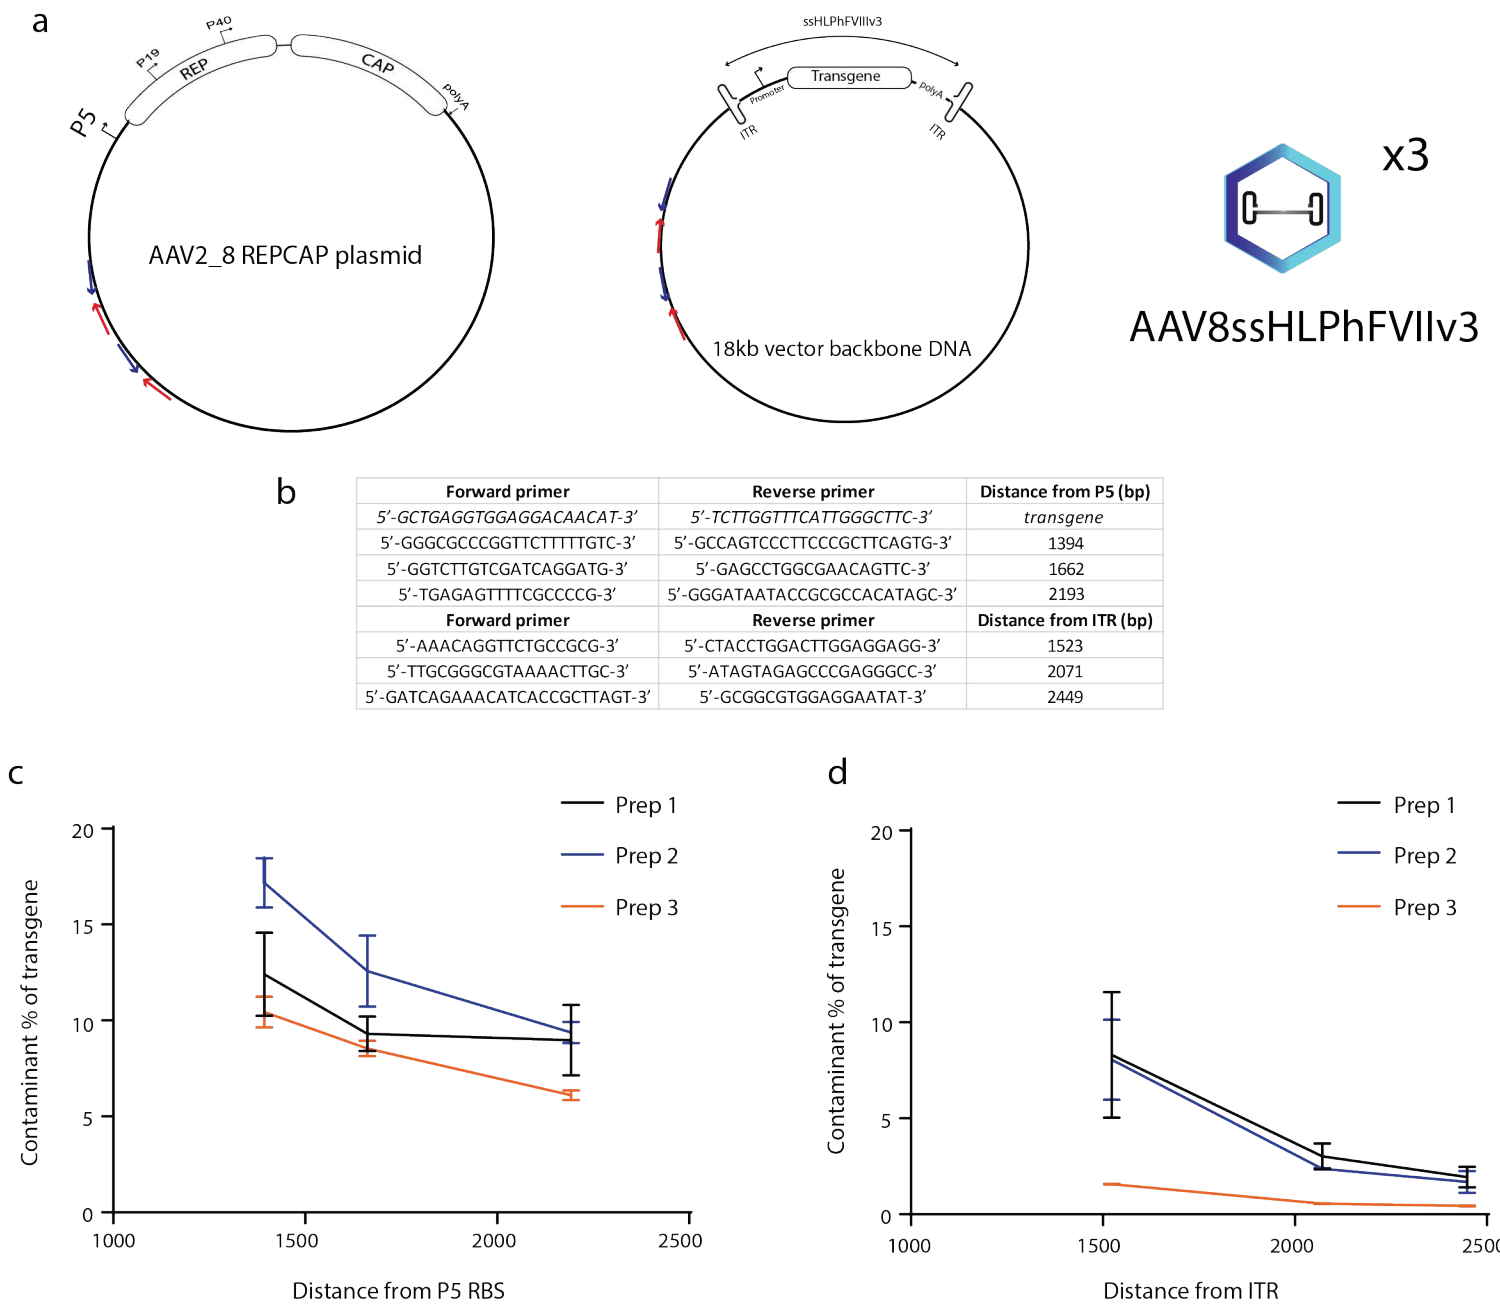 a
P5
P19
P40
REP
CAP
polyA
AAV2_8 REPCAP plasmid
ssHLPhFVIIIv3
ITR
Promoter
Transgene
polyA
ITR
18kb vector backbone DNA
x3
AAV8ssHLPhFVIIv3
b
Forward primer Reverse primer Distance from P5 (bp)
5’-GCTGAGGTGGAGGACAACAT-3’ 5’-TCTTGGTTTCATTGGGCTTC-3’ transgene
5’-GGGCGCCCGGTTCTTTTTGTC-3’ 5’-GCCAGTCCCTTCCCGCTTCAGTG-3’ 1394
5’-GGTCTTGTCGATCAGGATG-3’ 5’-GAGCCTGGCGAACAGTTC-3’ 1662
5’-TGAGAGTTTTCGCCCCG-3’ 5’-GGGATAATACCGCGCCACATAGC-3’ 2193
Forward primer Reverse primer Distance from ITR (bp)
5’-AAACAGGTTCTGCCGCG-3’ 5’-CTACCTGGACTTGGAGGAGG-3’ 1523
5’-TTGCGGGCGTAAAACTTGC-3’ 5’-ATAGTAGAGCCCGAGGGCC-3’ 2071
5’-GATCAGAAACATCACCGCTTAGT-3’ 5’-GCGGCGTGGAGGAATAT-3’ 2449
c
Prep 1
Prep 2
Prep 3
Contaminant % of transgene
20
15
10
5
0
1000 1500 2000 2500
Distance from P5 RBS
d
Prep 1
Prep 2
Prep 3
Contaminant % of transgene
20
15
10
5
0
1000 1500 2000 2500
Distance from ITR